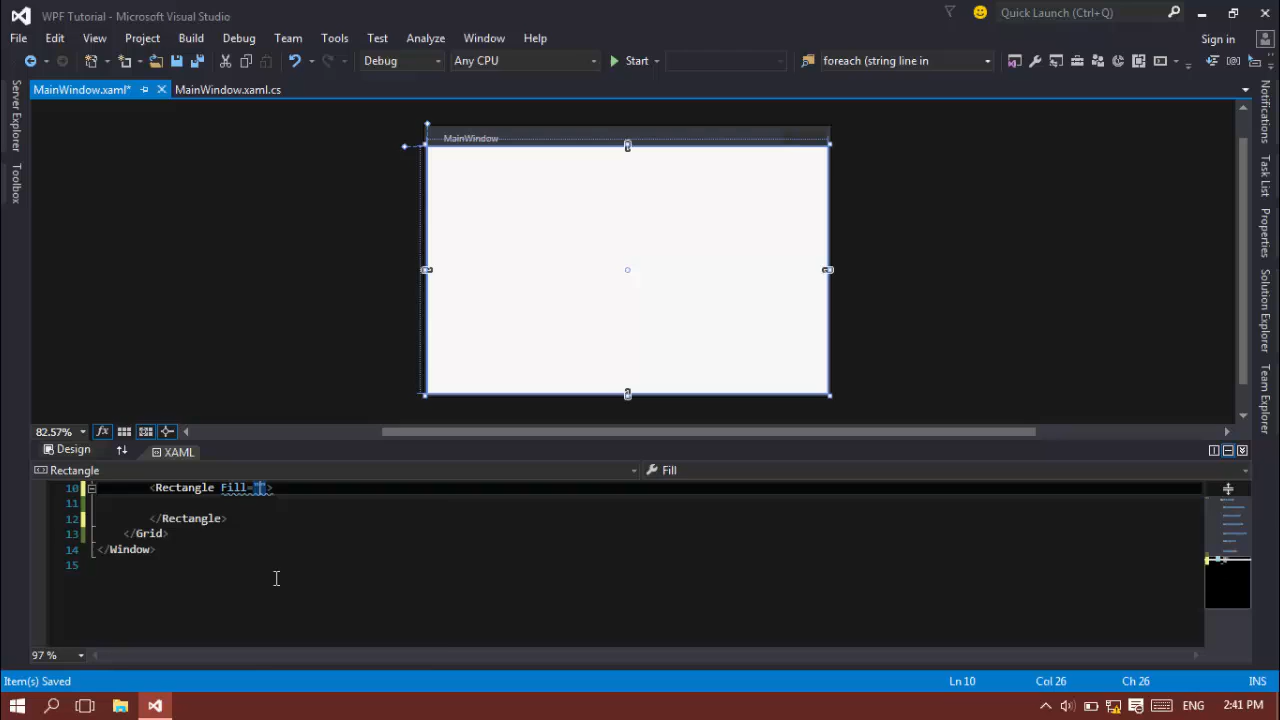 WPF Tutorial - Microsoft Visual Studio
Quick Launch (Ctrl+Q)
File Edit View Project Build Debug Team Tools Test Analyze Window Help
Sign in
Debug Any CPU Start foreach (string line in
MainWindow.xaml* MainWindow.xaml.cs
Server Explorer
Toolbox
Notifications
Task List
Properties
Solution Explorer
Team Explorer
MainWindow
82.57% fx
Design XAML
Rectangle Fill
10 <Rectangle Fill="">
11
12 </Rectangle>
13 </Grid>
14 </Window>
15
97 %
Item(s) Saved Ln 10 Col 26 Ch 26 INS
ENG 2:41 PM